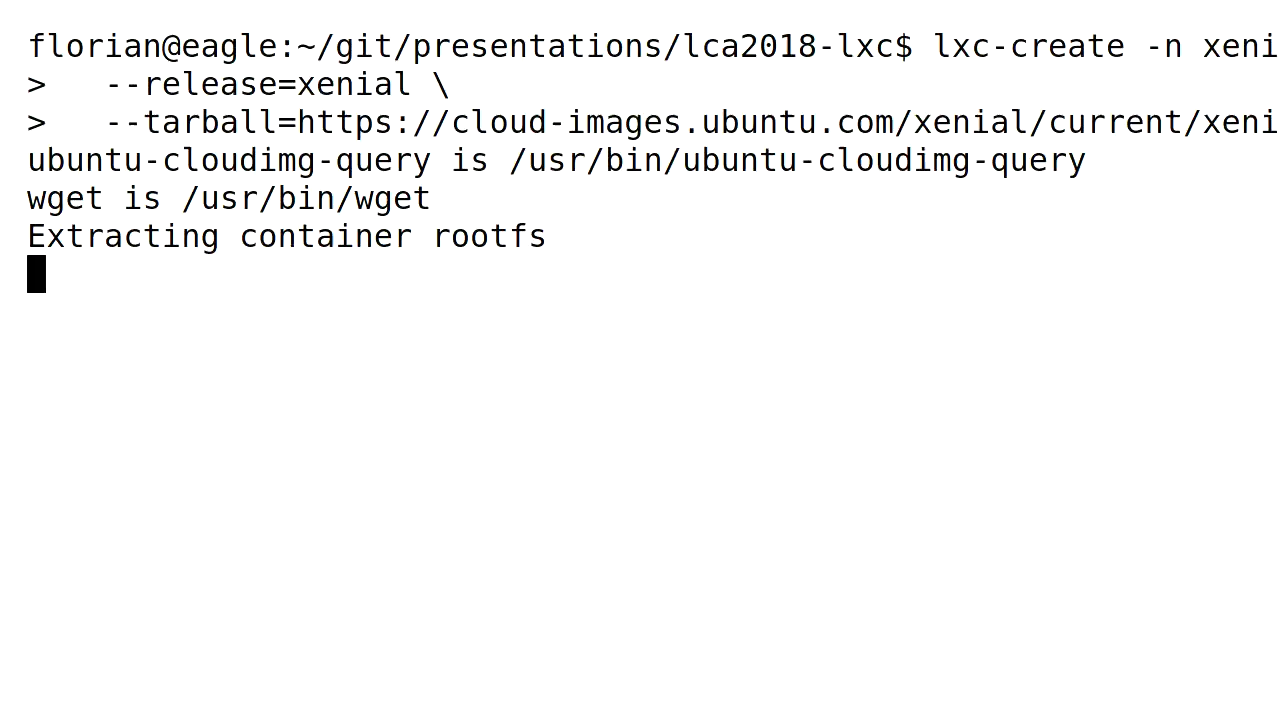 florian@eagle:~/git/presentations/lca2018-lxc$ lxc-create -n xeni
>   --release=xenial \
>   --tarball=https://cloud-images.ubuntu.com/xenial/current/xeni
ubuntu-cloudimg-query is /usr/bin/ubuntu-cloudimg-query
wget is /usr/bin/wget
Extracting container rootfs